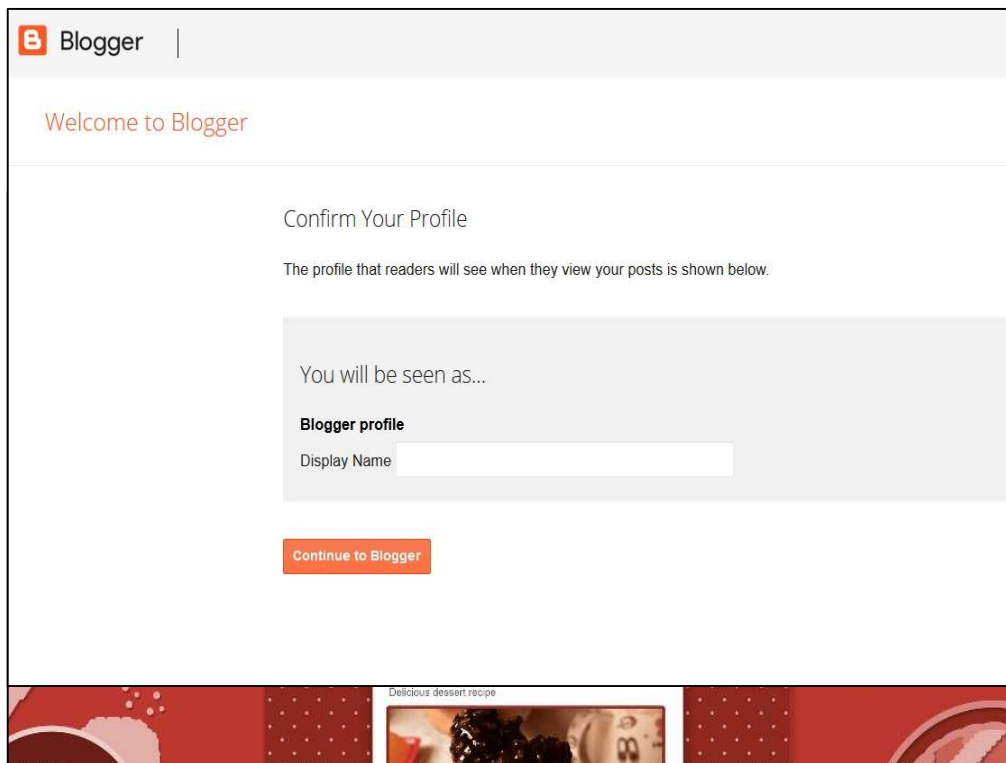 Blogger
Welcome to Blogger
Confirm Your Profile
The profile that readers will see when they view your posts is shown below.
You will be seen as...
Blogger profile
Display Name
Continue to Blogger
Delicious dessert recipe